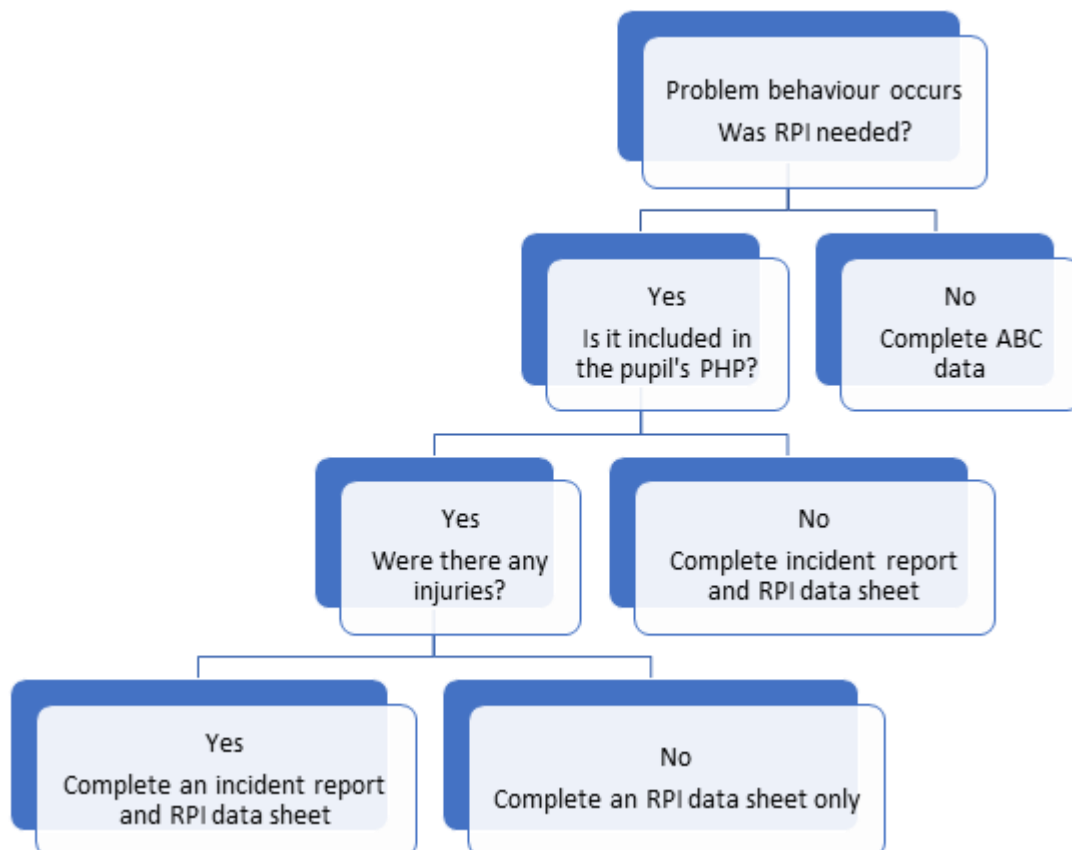 Problem behaviour occurs
Was RPI needed?
Yes
Is it included in
the pupil's PHP?
No
Complete ABC
data
Yes
Were there any
injuries?
No
Complete incident report
and RPI data sheet
Yes
Complete an incident report
and RPI data sheet
No
Complete an RPI data sheet only